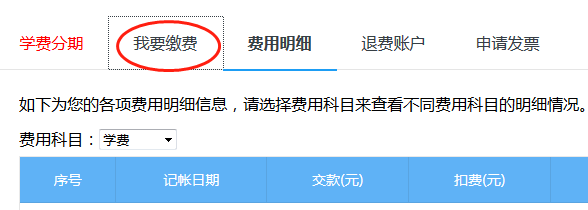 学费分期 我要缴费 费用明细 退费账户 申请发票
如下为您的各项费用明细信息，请选择费用科目来查看不同费用科目的明细情况。
费用科目：学费
序号 记帐日期 交款(元) 扣费(元)